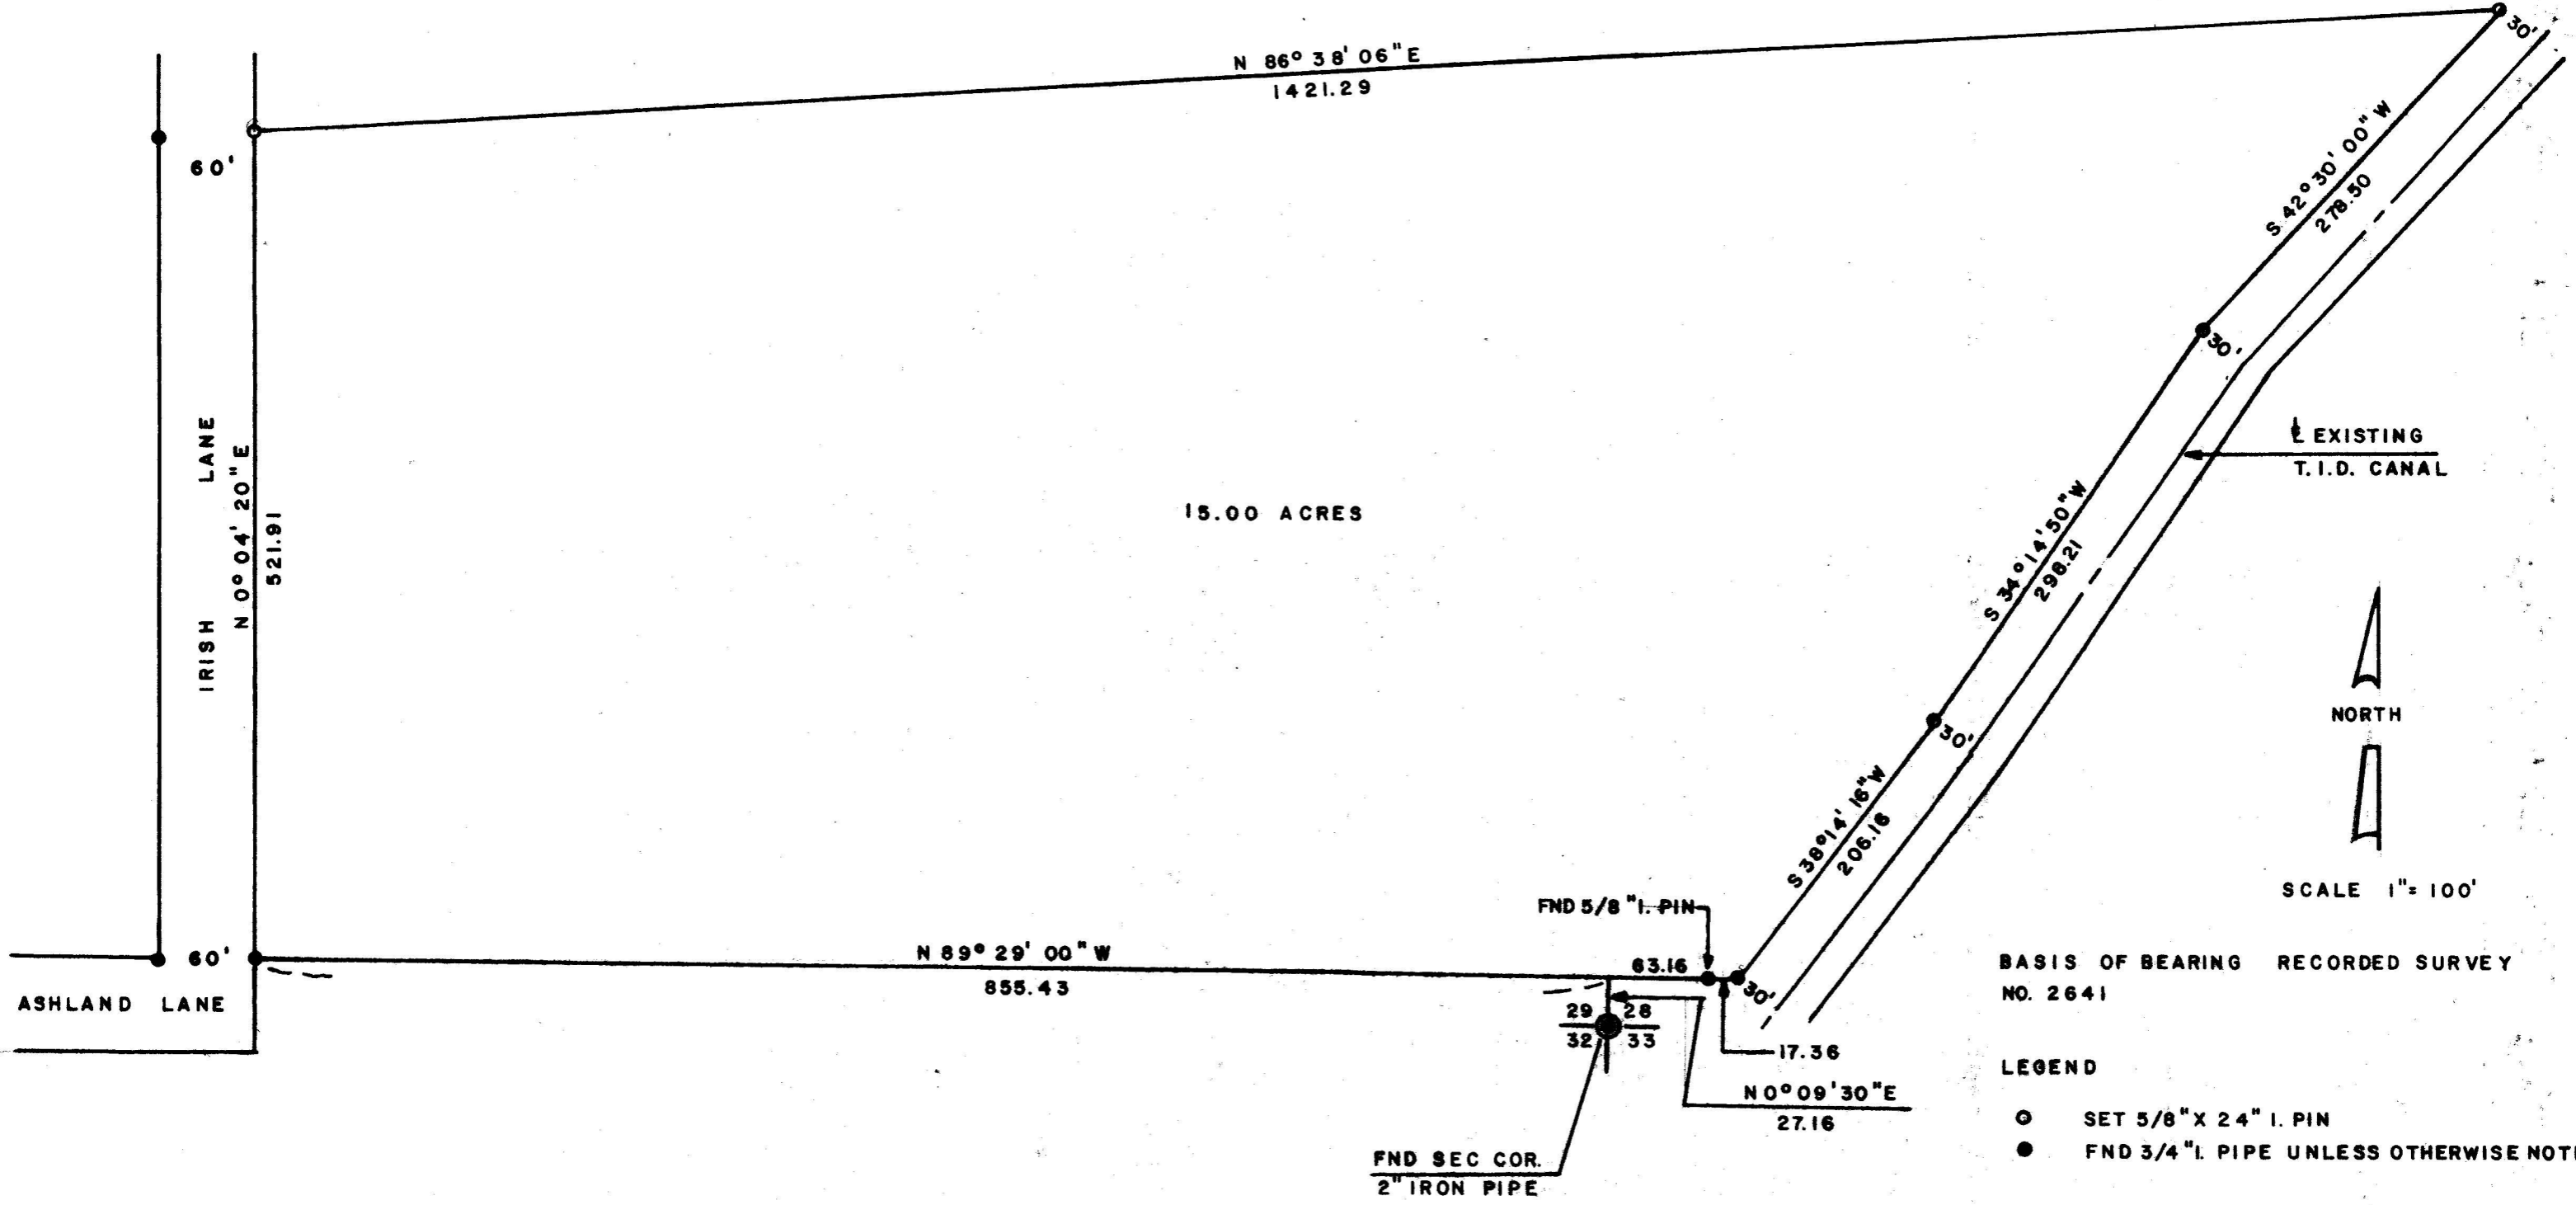 30'
N 86° 38' 06" E
1421.29
60'
S 42° 30' 00" W
278.50
30'
IRISH LANE
N 0° 04' 20" E
521.91
15.00 ACRES
℄ EXISTING
T.I.D. CANAL
S 34° 14' 50" W
298.21
30'
NORTH
S 38° 14' 16" W
206.16
SCALE 1"= 100'
FND 5/8" I. PIN
60'
N 89° 29' 00" W
855.43
63.16
30'
BASIS OF BEARING RECORDED SURVEY
NO. 2641
ASHLAND LANE
29 28
32 33
17.36
N 0° 09' 30" E
27.16
LEGEND
SET 5/8" X 24" I. PIN
FND 3/4" I. PIPE UNLESS OTHERWISE NOT
FND SEC COR.
2" IRON PIPE